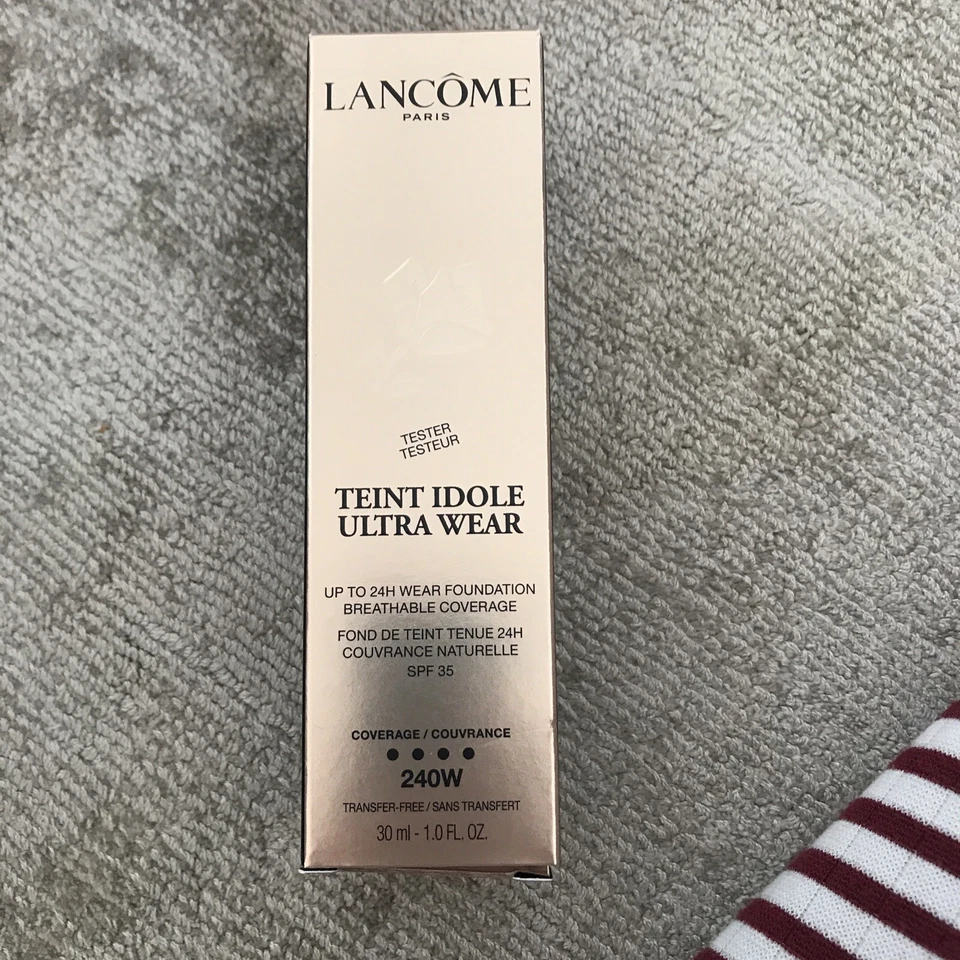 LANCÔME
PARIS
TESTER
TESTEUR
TEINT IDOLE
ULTRA WEAR
UP TO 24H WEAR FOUNDATION
BREATHABLE COVERAGE
FOND DE TEINT TENUE 24H
COUVRANCE NATURELLE
SPF 35
COVERAGE / COUVRANCE
240W
TRANSFER-FREE / SANS TRANSFERT
30 ml - 1.0 FL. OZ.